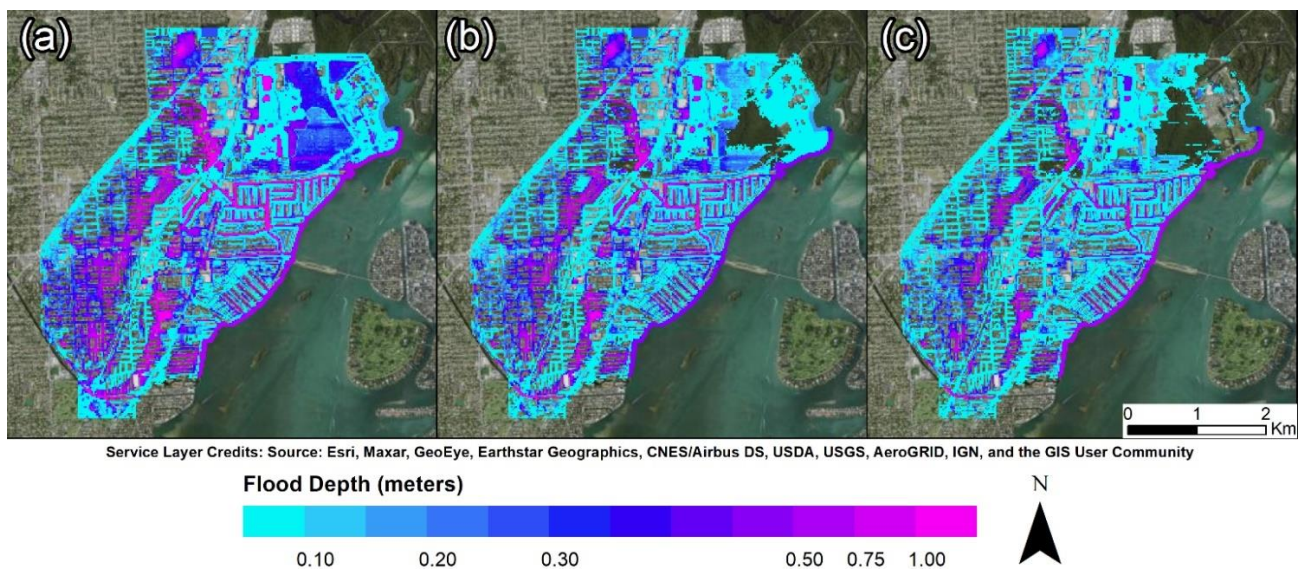 (a) (b) (c)
0 1 2
Km
Service Layer Credits: Source: Esri, Maxar, GeoEye, Earthstar Geographics, CNES/Airbus DS, USDA, USGS, AeroGRID, IGN, and the GIS User Community
Flood Depth (meters)
N
0.10 0.20 0.30 0.50 0.75 1.00